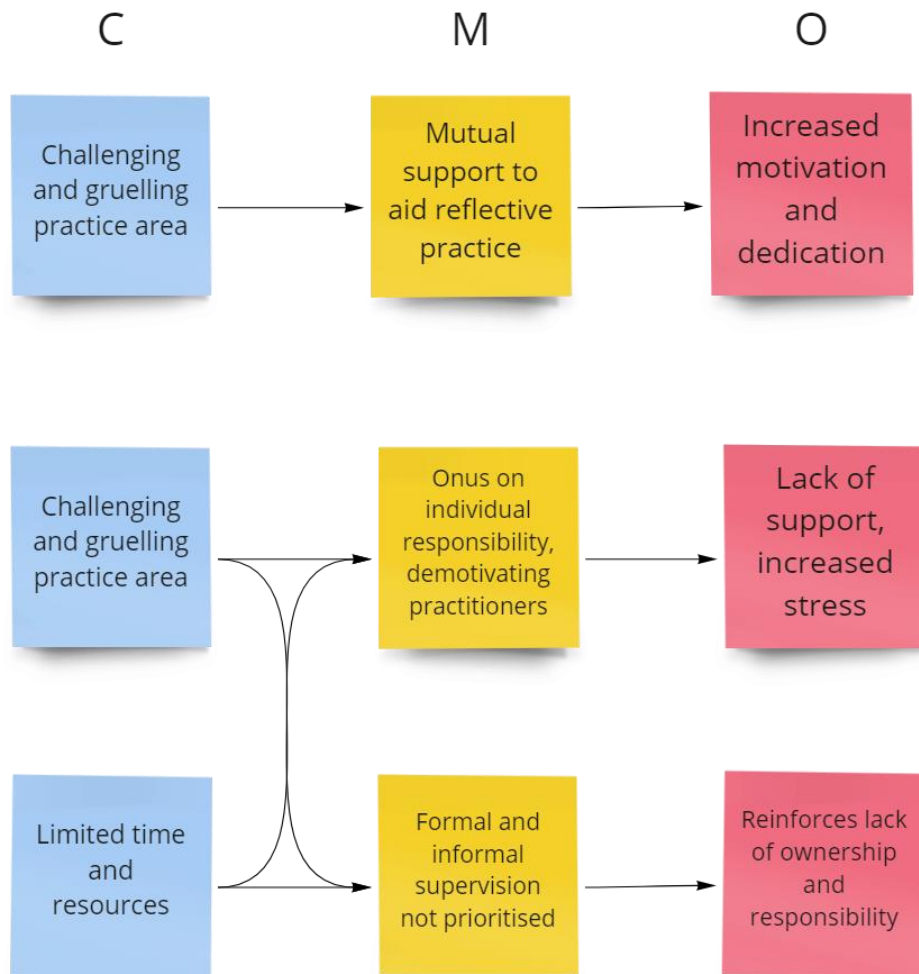 C
M
O
Challenging
and gruelling
practice area
Mutual
support to
aid reflective
practice
Increased
motivation
and
dedication
Challenging
and gruelling
practice area
Onus on
individual
responsibility,
demotivating
practitioners
Lack of
support,
increased
stress
Limited time
and
resources
Formal and
informal
supervision
not prioritised
Reinforces lack
of ownership
and
responsibility